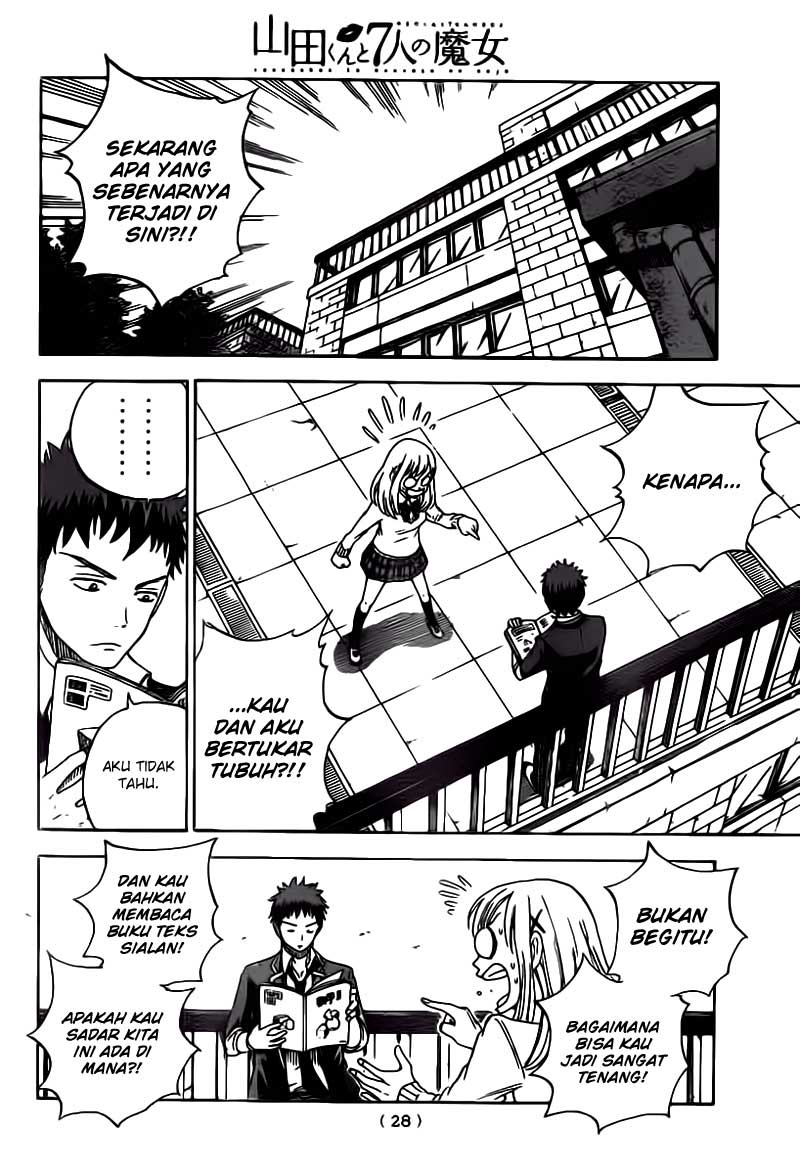 山田くんと7人の魔女
SEKARANG
APA YANG
SEBENARNYA
TERJADI DI
SINI?!!
KENAPA...
...KAU
DAN AKU
BERTUKAR
TUBUH?!!
......
AKU TIDAK
TAHU.
BUKAN
BEGITU!
BAGAIMANA
BISA KAU
JADI SANGAT
TENANG!
DAN KAU
BAHKAN
MEMBACA
BUKU TEKS
SIALAN!
APAKAH KAU
SADAR KITA
INI ADA DI
MANA?!
( 28 )